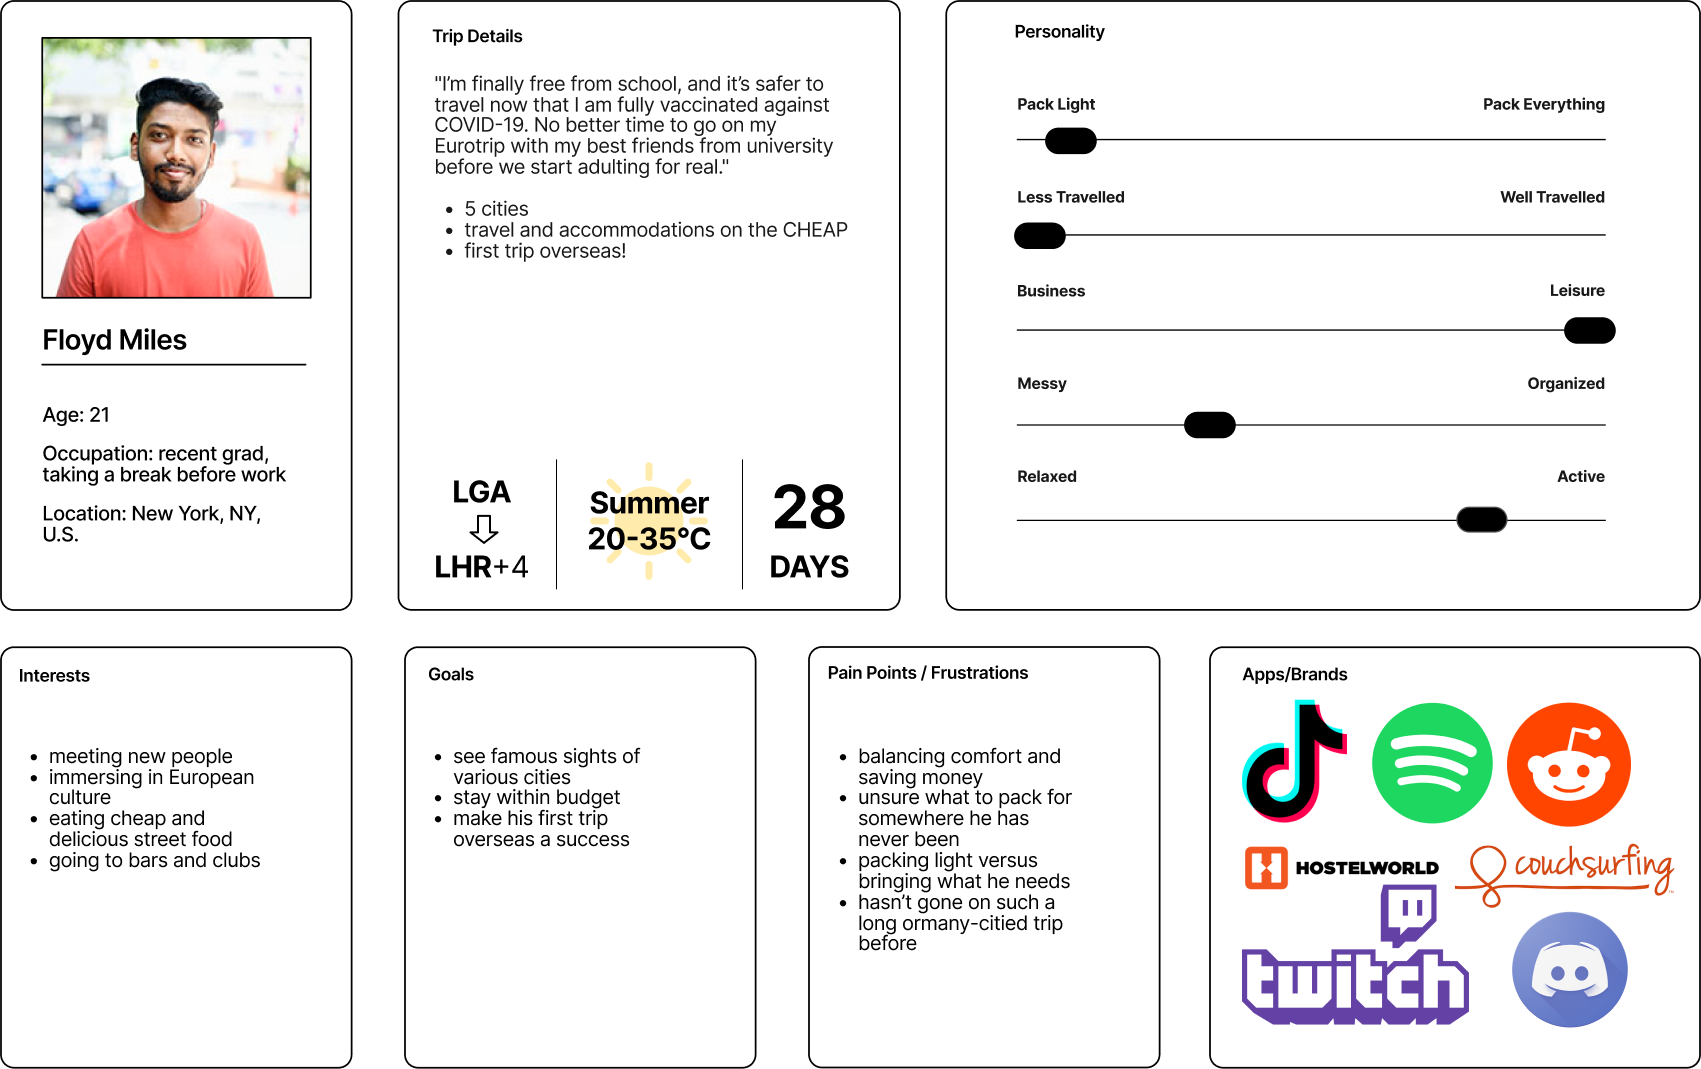 Floyd Miles
Age: 21
Occupation: recent grad,
taking a break before work
Location: New York, NY,
U.S.
Trip Details
"I'm finally free from school, and it's safer to
travel now that I am fully vaccinated against
COVID-19. No better time to go on my
Eurotrip with my best friends from university
before we start adulting for real."
• 5 cities
• travel and accommodations on the CHEAP
• first trip overseas!
LGA
LHR+4
Summer
20-35°C
28
DAYS
Personality
Pack Light
Pack Everything
Less Travelled
Well Travelled
Business
Leisure
Messy
Organized
Relaxed
Active
Interests
• meeting new people
• immersing in European
culture
• eating cheap and
delicious street food
• going to bars and clubs
Goals
• see famous sights of
various cities
• stay within budget
• make his first trip
overseas a success
Pain Points / Frustrations
• balancing comfort and
saving money
• unsure what to pack for
somewhere he has
never been
• packing light versus
bringing what he needs
• hasn't gone on such a
long ormany-citied trip
before
Apps/Brands
HOSTELWORLD
couchsurfing
twitch